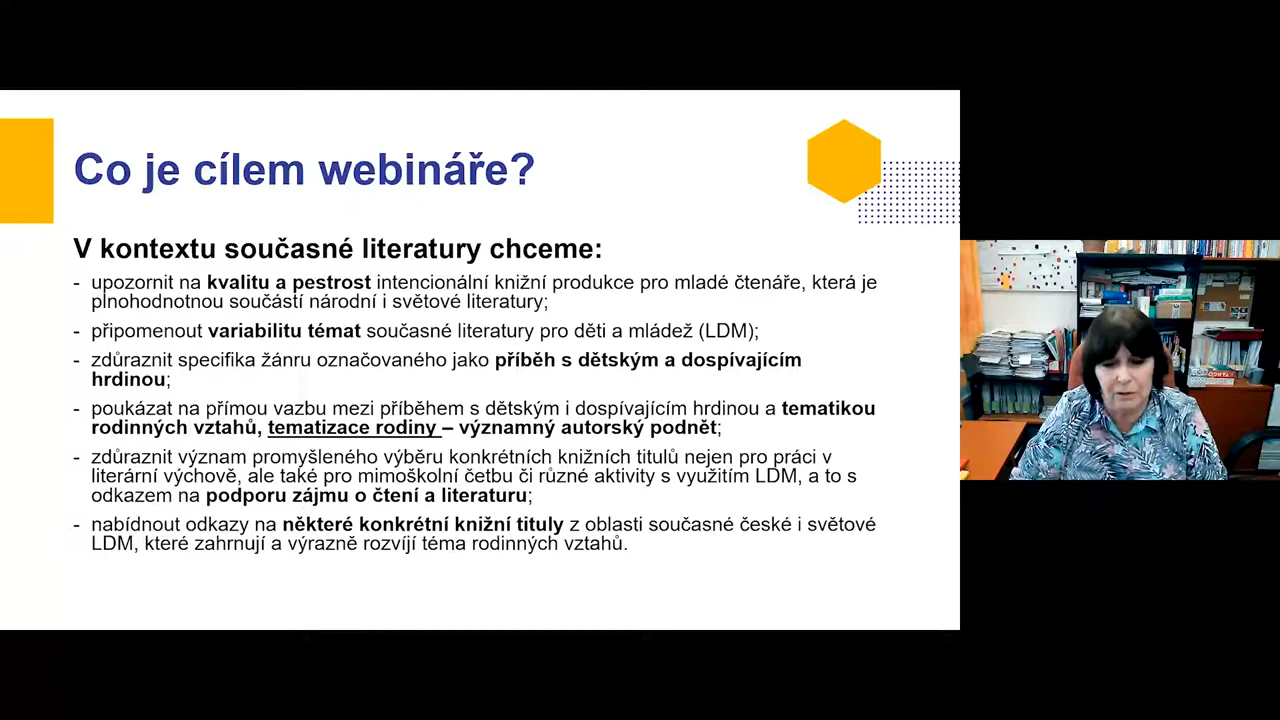 Co je cílem webináře?
V kontextu současné literatury chceme:
- upozornit na kvalitu a pestrost intencionální knižní produkce pro mladé čtenáře, která je
plnohodnotnou součástí národní i světové literatury;
- připomenout variabilitu témat současné literatury pro děti a mládež (LDM);
- zdůraznit specifika žánru označovaného jako příběh s dětským a dospívajícím
hrdinou;
- poukázat na přímou vazbu mezi příběhem s dětským i dospívajícím hrdinou a tematikou
rodinných vztahů, tematizace rodiny – významný autorský podnět;
- zdůraznit význam promyšleného výběru konkrétních knižních titulů nejen pro práci v
literární výchově, ale také pro mimoškolní četbu či různé aktivity s využitím LDM, a to s
odkazem na podporu zájmu o čtení a literaturu;
- nabídnout odkazy na některé konkrétní knižní tituly z oblasti současné české i světové
LDM, které zahrnují a výrazně rozvíjí téma rodinných vztahů.